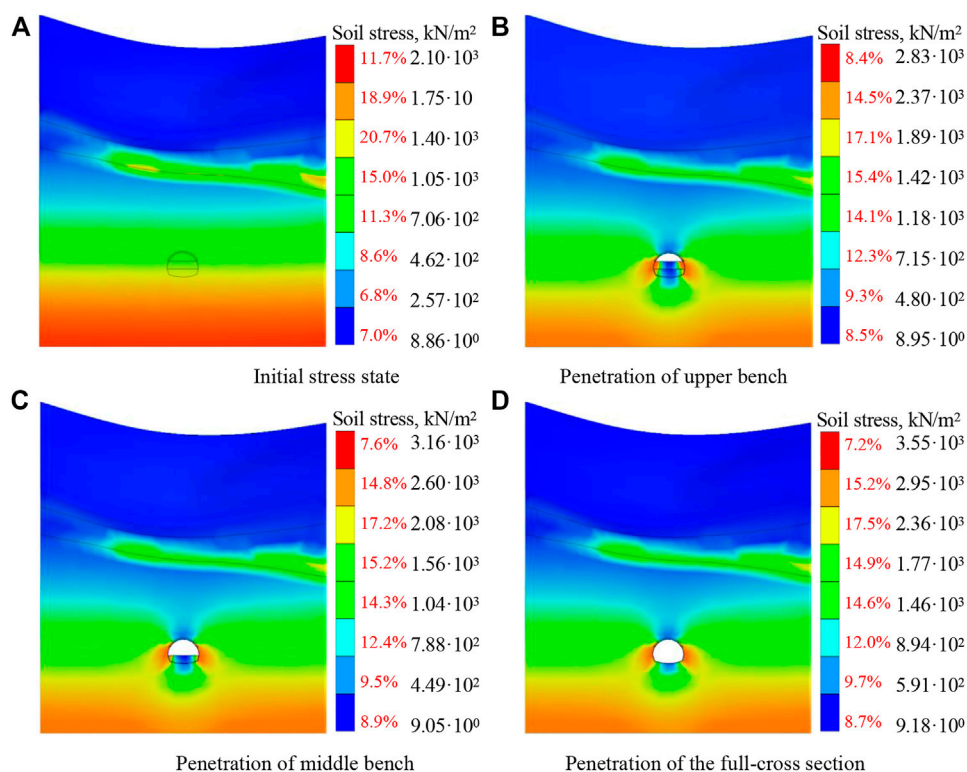 A
Soil stress, kN/m²
11.7% 2.10·10³
18.9% 1.75·10
20.7% 1.40·10³
15.0% 1.05·10³
11.3% 7.06·10²
8.6% 4.62·10²
6.8% 2.57·10²
7.0% 8.86·10⁰
Initial stress state
B
Soil stress, kN/m²
8.4% 2.83·10³
14.5% 2.37·10³
17.1% 1.89·10³
15.4% 1.42·10³
14.1% 1.18·10³
12.3% 7.15·10²
9.3% 4.80·10²
8.5% 8.95·10⁰
Penetration of upper bench
C
Soil stress, kN/m²
7.6% 3.16·10³
14.8% 2.60·10³
17.2% 2.08·10³
15.2% 1.56·10³
14.3% 1.04·10³
12.4% 7.88·10²
9.5% 4.49·10²
8.9% 9.05·10⁰
Penetration of middle bench
D
Soil stress, kN/m²
7.2% 3.55·10³
15.2% 2.95·10³
17.5% 2.36·10³
14.9% 1.77·10³
14.6% 1.46·10³
12.0% 8.94·10²
9.7% 5.91·10²
8.7% 9.18·10⁰
Penetration of the full-cross section